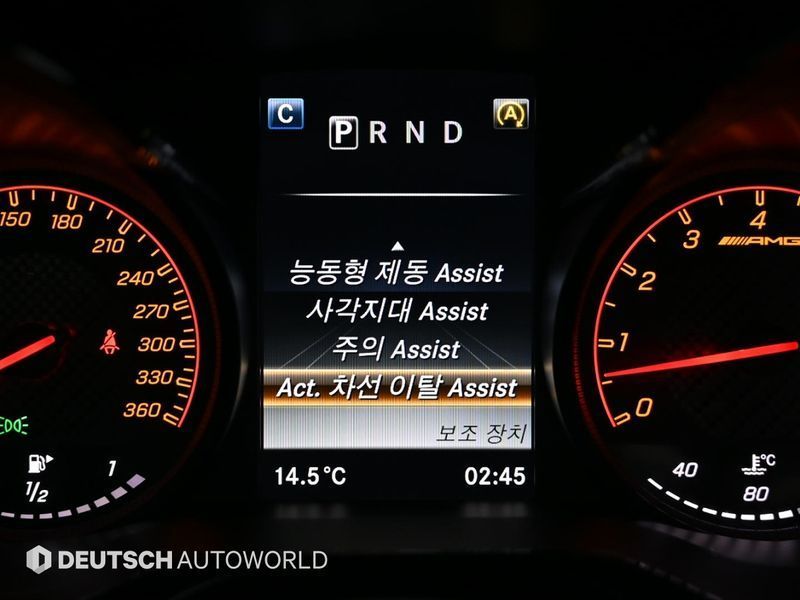 C
A
P R N D
능동형 제동 Assist
사각지대 Assist
주의 Assist
Act. 차선 이탈 Assist
보조 장치
14.5°C
02:45
150
180
210
240
270
300
330
360
1/2
1
4
3
AMG
2
1
0
40
°C
80
DEUTSCH AUTOWORLD